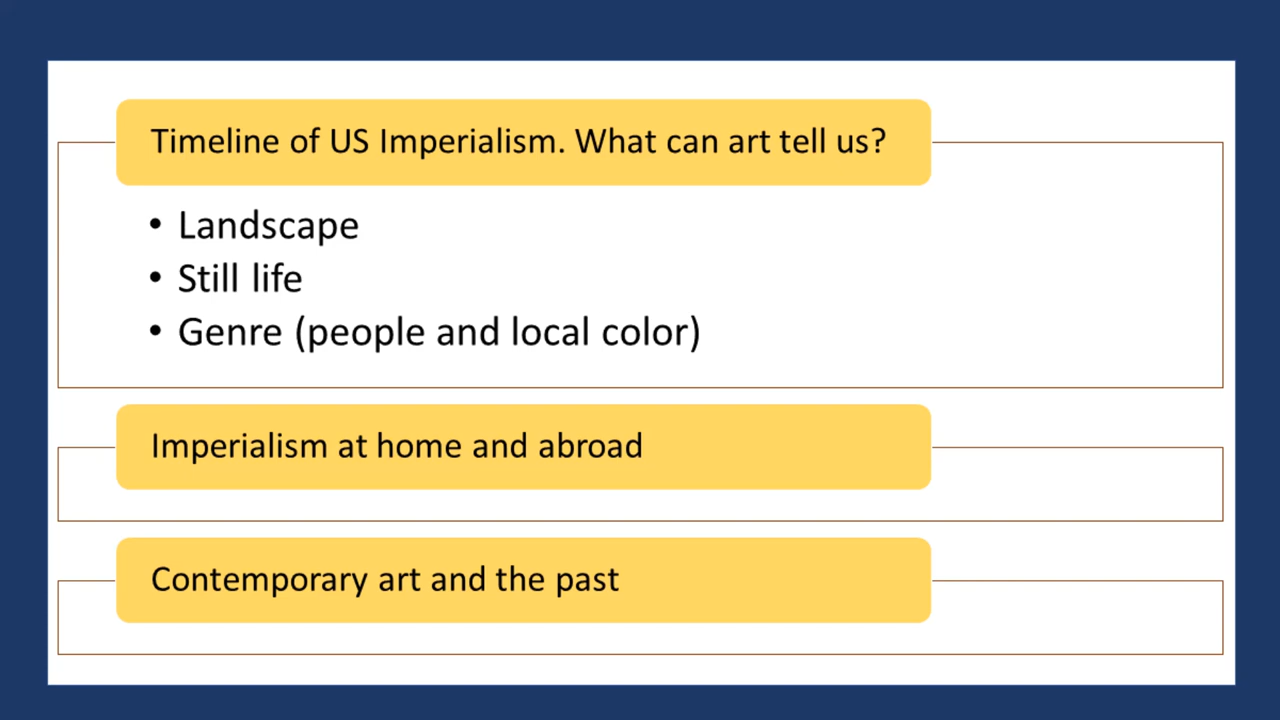 Timeline of US Imperialism. What can art tell us?
• Landscape
• Still life
• Genre (people and local color)
Imperialism at home and abroad
Contemporary art and the past